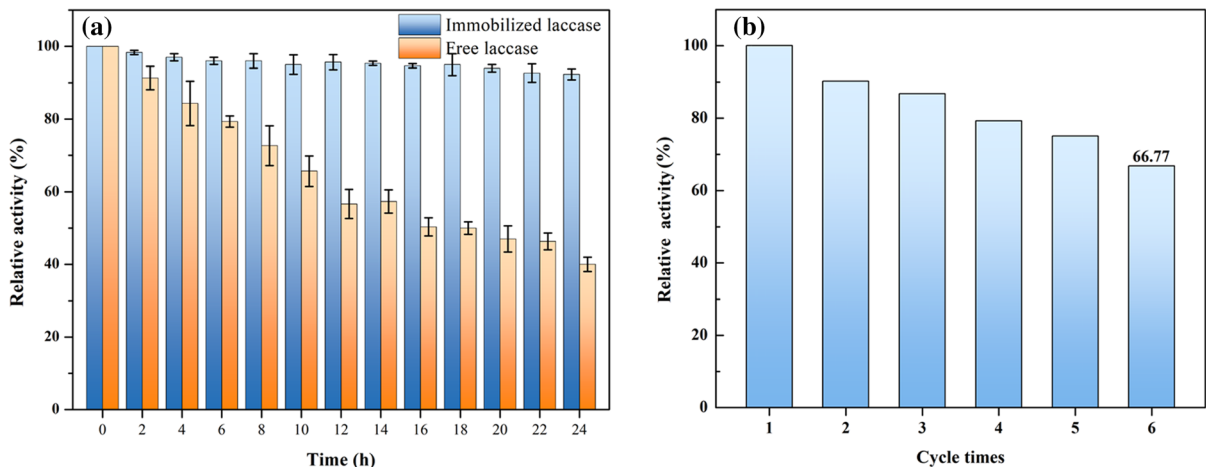 (a)
Immobilized laccase
Eree laccase
Relative activity (%)
100
80
60
40
20
0
0 2 4 6 8 10 12 14 16 18 20 22 24
Time (h)
(b)
Relative activity (%)
100
80
60
40
20
0
66.77
1 2 3 4 5 6
Cycle times